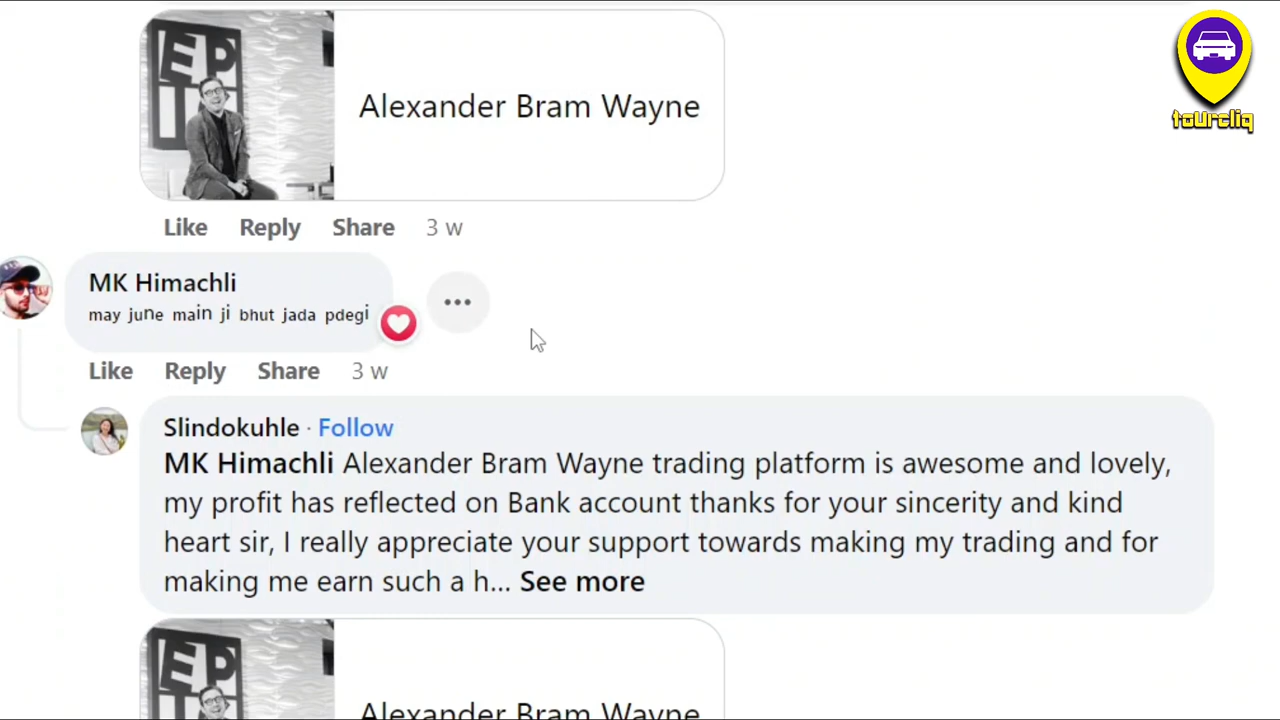 EP
Alexander Bram Wayne
tourcliq
Like Reply Share 3 w
MK Himachli
may june main ji bhut jada pdegi
Like Reply Share 3 w
Slindokuhle · Follow
MK Himachli Alexander Bram Wayne trading platform is awesome and lovely,
my profit has reflected on Bank account thanks for your sincerity and kind
heart sir, I really appreciate your support towards making my trading and for
making me earn such a h... See more
EP
Alexander Bram Wayne